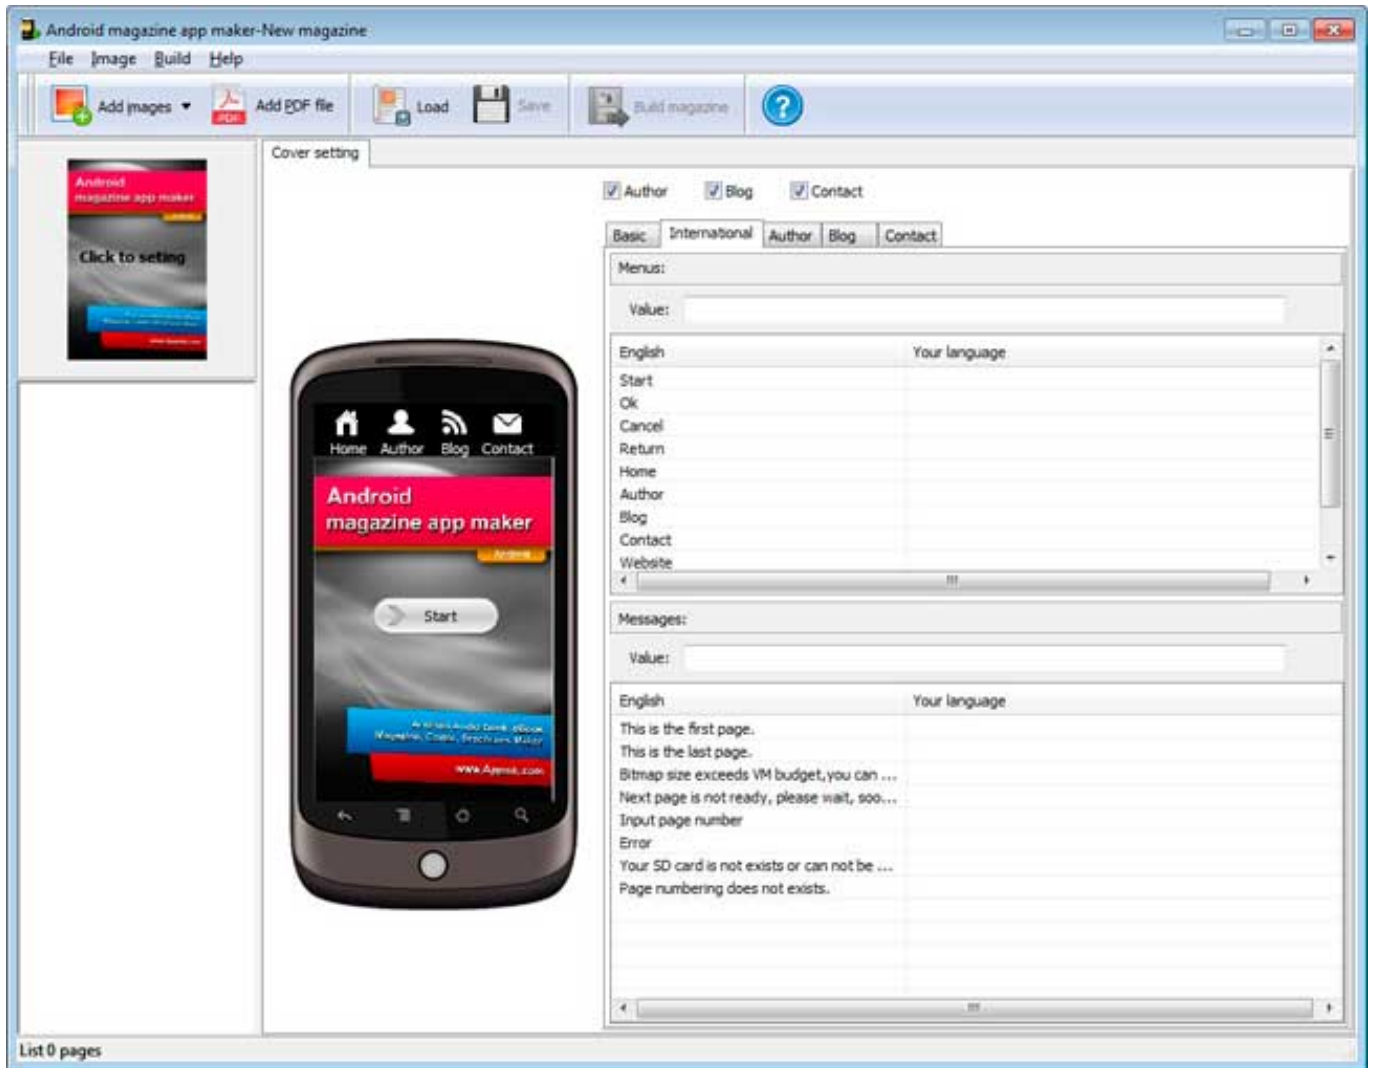 Android magazine app maker-New magazine
File Image Build Help
Add images Add PDF file Load Save Build magazine
PDF
Cover setting
Android
magazine app maker
Click to seting
Author Blog Contact
Basic International Author Blog Contact
Menus:
Value:
English Your language
Start
Ok
Cancel
Return
Home
Author
Blog
Contact
Website
Home Author Blog Contact
Android
magazine app maker
Android
Start
www.Appsik.com
Messages:
Value:
English Your language
This is the first page.
This is the last page.
Bitmap size exceeds VM budget,you can ...
Next page is not ready, please wait, soo...
Input page number
Error
Your SD card is not exists or can not be ...
Page numbering does not exists.
List 0 pages